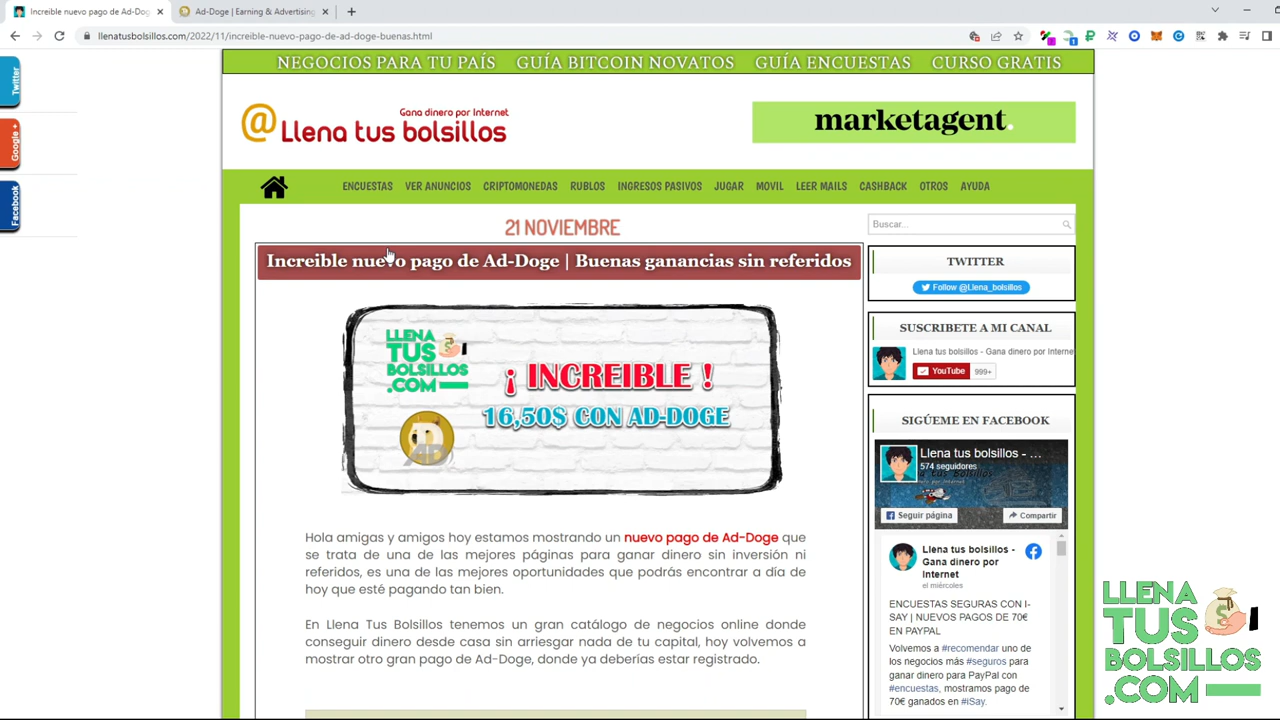 Increible nuevo pago de Ad-Dog
Ad-Doge | Earning & Advertising
llenatusbolsillos.com/2022/11/increible-nuevo-pago-de-ad-doge-buenas.html
Twitter
Google +
Facebook
NEGOCIOS PARA TU PAÍS GUÍA BITCOIN NOVATOS GUÍA ENCUESTAS CURSO GRATIS
Gana dinero por Internet
@Llena tus bolsillos
marketagent.
ENCUESTAS VER ANUNCIOS CRIPTOMONEDAS RUBLOS INGRESOS PASIVOS JUGAR MOVIL LEER MAILS CASHBACK OTROS AYUDA
21 NOVIEMBRE
Increible nuevo pago de Ad-Doge | Buenas ganancias sin referidos
LLENA
TUS
BOLSILLOS
.COM
¡ INCREIBLE !
16,50$ CON AD-DOGE
Hola amigas y amigos hoy estamos mostrando un nuevo pago de Ad-Doge que
se trata de una de las mejores páginas para ganar dinero sin inversión ni
referidos, es una de las mejores oportunidades que podrás encontrar a día de
hoy que esté pagando tan bien.
En Llena Tus Bolsillos tenemos un gran catálogo de negocios online donde
conseguir dinero desde casa sin arriesgar nada de tu capital, hoy volvemos a
mostrar otro gran pago de Ad-Doge, donde ya deberías estar registrado.
Buscar...
TWITTER
Follow @Llena_bolsillos
SUSCRIBETE A MI CANAL
Llena tus bolsillos - Gana dinero por Interne
YouTube 999+
SIGÚEME EN FACEBOOK
Llena tus bolsillos - ...
574 seguidores
Seguir página
Compartir
Llena tus bolsillos -
Gana dinero por
Internet
el miércoles
ENCUESTAS SEGURAS CON I-
SAY | NUEVOS PAGOS DE 70€
EN PAYPAL
Volvemos a #recomendar uno de
los negocios más #seguros para
ganar dinero para PayPal con
#encuestas, mostramos pago de
70€ ganados en #iSay.
LLENA
TUS
BOLSILLOS
.COM